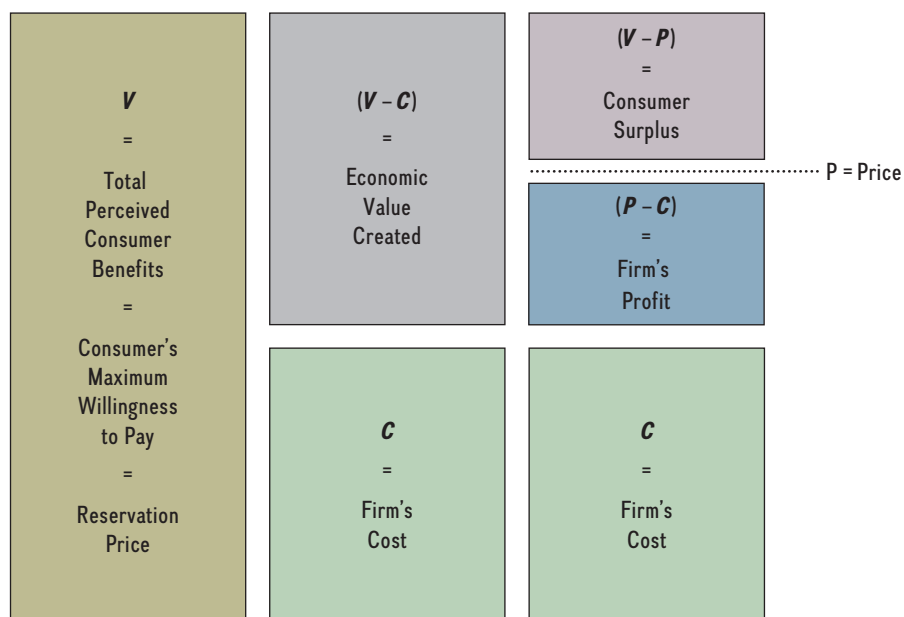 V
=
Total
Perceived
Consumer
Benefits
=
Consumer's
Maximum
Willingness
to Pay
=
Reservation
Price
(V – C)
=
Economic
Value
Created
C
=
Firm's
Cost
(V – P)
=
Consumer
Surplus
P = Price
(P – C)
=
Firm's
Profit
C
=
Firm's
Cost